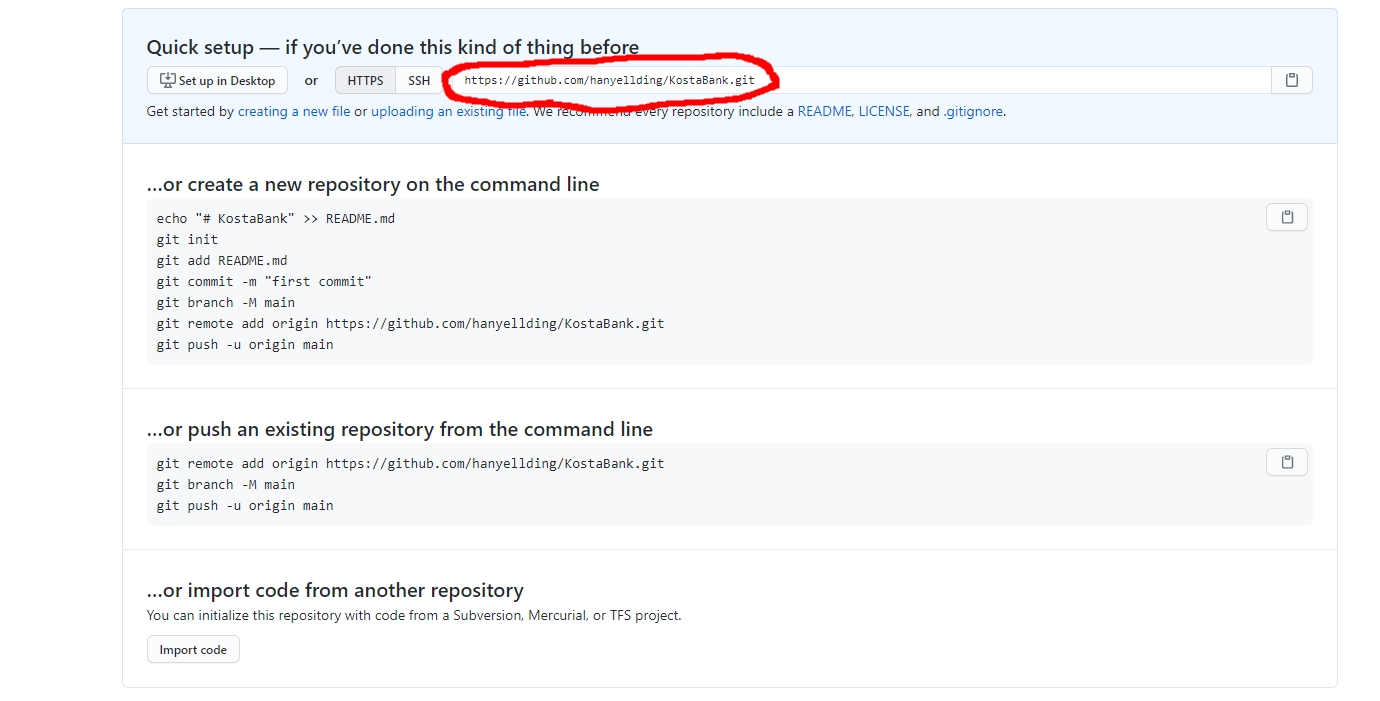 Quick setup — if you've done this kind of thing before
Set up in Desktop or HTTPS SSH https://github.com/hanyellding/KostaBank.git
Get started by creating a new file or uploading an existing file. We recommend every repository include a README, LICENSE, and .gitignore.
...or create a new repository on the command line
echo "# KostaBank" >> README.md
git init
git add README.md
git commit -m "first commit"
git branch -M main
git remote add origin https://github.com/hanyellding/KostaBank.git
git push -u origin main
...or push an existing repository from the command line
git remote add origin https://github.com/hanyellding/KostaBank.git
git branch -M main
git push -u origin main
...or import code from another repository
You can initialize this repository with code from a Subversion, Mercurial, or TFS project.
Import code